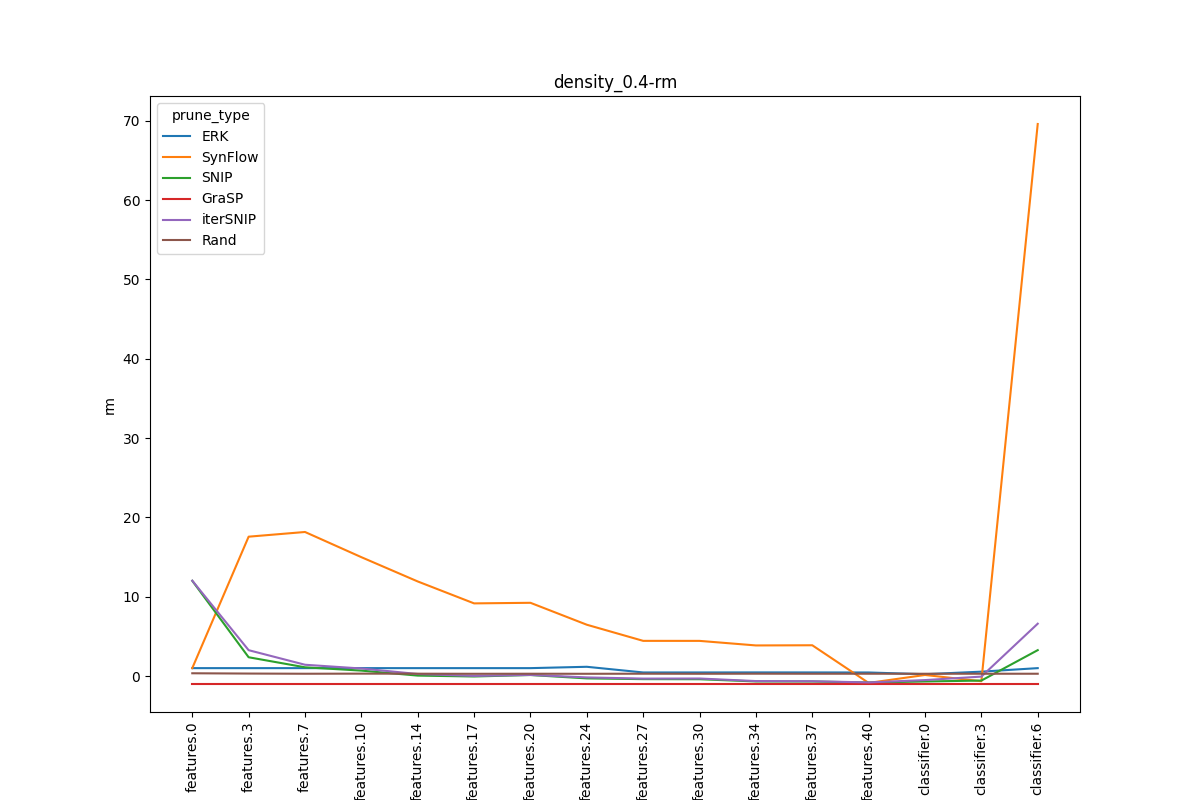 density_0.4-rm
prune_type
ERK
SynFlow
SNIP
GraSP
iterSNIP
Rand
70
60
50
40
30
20
10
0
rm
features.0
features.3
features.7
features.10
features.14
features.17
features.20
features.24
features.27
features.30
features.34
features.37
features.40
classifier.0
classifier.3
classifier.6